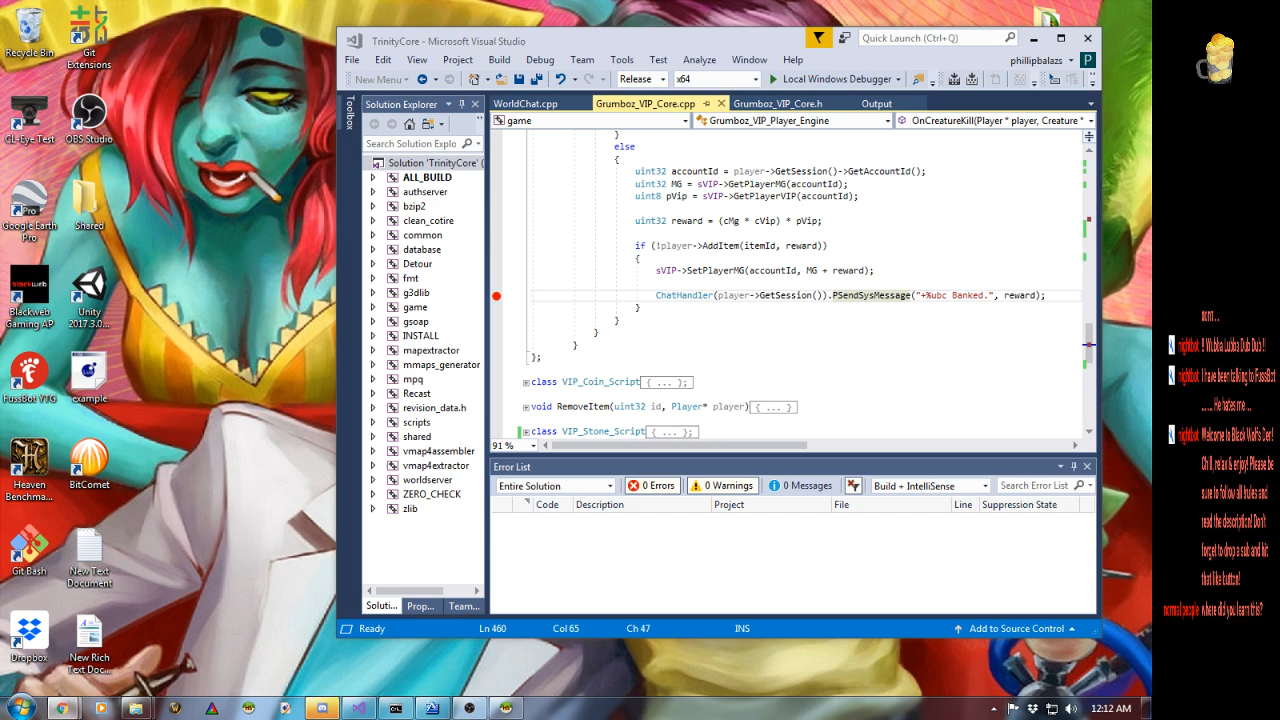 Recycle Bin
Git
Extensions
CL-Eye Test
OBS Studio
Google Earth
Pro
Shared
Blackweb
Gaming AP
Unity
2017.3.0...
FussBot YTG
example
Heaven
Benchma...
BitComet
Git Bash
New Text
Document
Dropbox
New Rich
Text Doc...
TrinityCore - Microsoft Visual Studio
Quick Launch (Ctrl+Q)
File Edit View Project Build Debug Team Tools Test Analyze Window Help
phillipbalazs
P
New Menu
Release
x64
Local Windows Debugger
Toolbox
Solution Explorer
Search Solution Explo
Solution 'TrinityCore' (
ALL_BUILD
authserver
bzip2
clean_cotire
common
database
Detour
fmt
g3dlib
game
gsoap
INSTALL
mapextractor
mmaps_generator
mpq
Recast
revision_data.h
scripts
shared
vmap4assembler
vmap4extractor
worldserver
ZERO_CHECK
zlib
Soluti... Prop... Team...
WorldChat.cpp Grumboz_VIP_Core.cpp Grumboz_VIP_Core.h Output
game Grumboz_VIP_Player_Engine OnCreatureKill(Player * player, Creature *
}
else
{
uint32 accountId = player->GetSession()->GetAccountId();
uint32 MG = sVIP->GetPlayerMG(accountId);
uint8 pVip = sVIP->GetPlayerVIP(accountId);
uint32 reward = (cMg * cVip) * pVip;
if (!player->AddItem(itemId, reward))
{
sVIP->SetPlayerMG(accountId, MG + reward);
ChatHandler(player->GetSession()).PSendSysMessage("+%ubc Banked.", reward);
}
}
}
}
};
class VIP_Coin_Script{ ... };
void RemoveItem(uint32 id, Player* player){ ... }
class VIP_Stone_Script{ ... };
91 %
Error List
Entire Solution 0 Errors 0 Warnings 0 Messages Build + IntelliSense Search Error List
Code Description Project File Line Suppression State
Ready Ln 460 Col 65 Ch 47 INS Add to Source Control
nightbot !! Wubba Lubba Dub Dub !!
nightbot I have been talking to FussBot
...... He hates me ...
nightbot Welcome to Black Wolf's Den!
Chill, relax & enjoy! Please be
sure to follow all rules and
read the description! Don't
forget to drop a sub and hit
that like button!
normal people where did you learn this?
12:12 AM